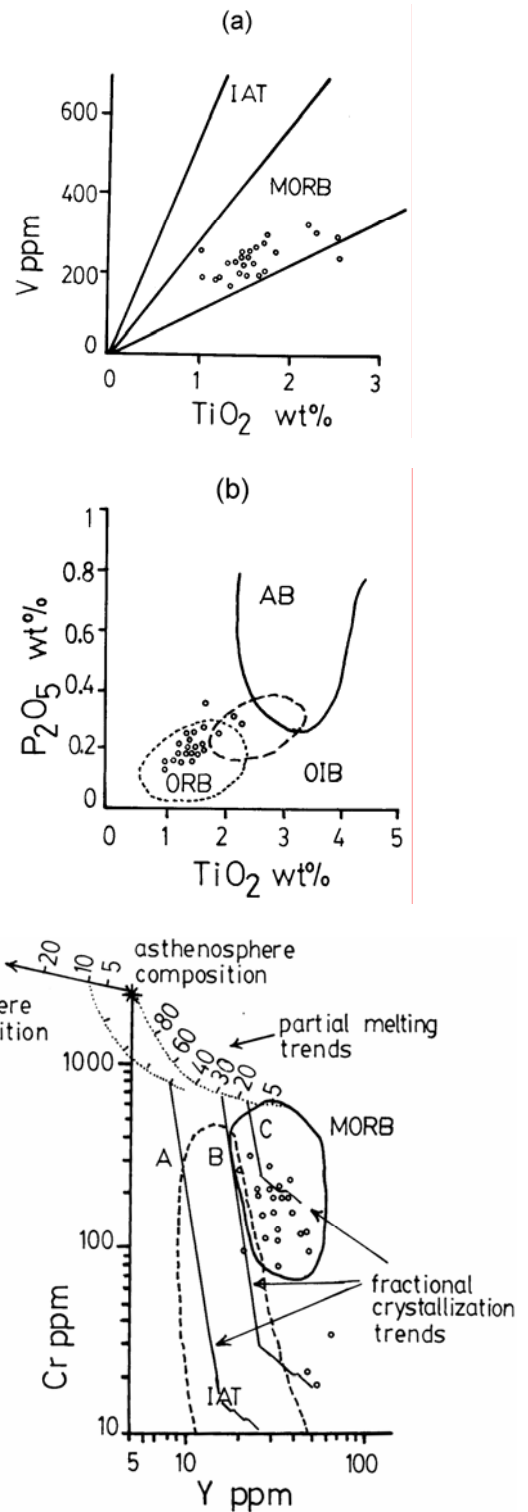 (a)
600
400
200
0
V ppm
IAT
MORB
0 1 2 3
TiO2 wt%
(b)
1
0.8
0.6
0.4
0.2
0
P2O5 wt%
AB
ORB
OIB
0 1 2 3 4 5
TiO2 wt%
20
10
5
asthenosphere
composition
ere
ition
80
60
40
30
20
5
partial melting
trends
1000
100
10
Cr ppm
A
B
C
MORB
fractional
crystallization
trends
IAT
5 10 100
Y ppm